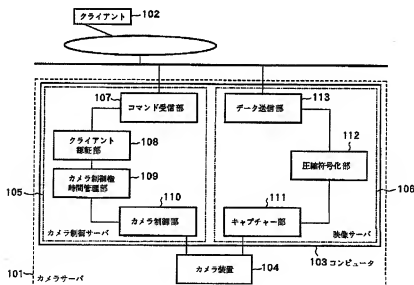 クライアント
102
107
コマンド受信部
データ送信部
113
クライアント
認証部
108
112
圧縮符号化部
カメラ制御権
時間管理部
109
105
106
110
カメラ制御部
111
キャプチャー部
カメラ制御サーバ
映像サーバ
103 コンピュータ
101
カメラサーバ
カメラ装置
104